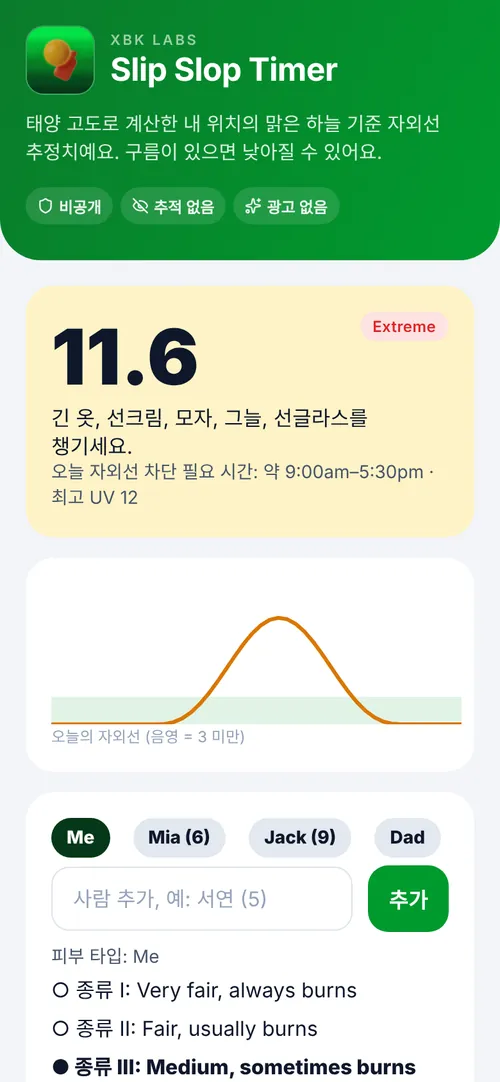 XBK LABS
Slip Slop Timer
태양 고도로 계산한 내 위치의 맑은 하늘 기준 자외선
추정치예요. 구름이 있으면 낮아질 수 있어요.
비공개
추적 없음
광고 없음
Extreme
11.6
긴 옷, 선크림, 모자, 그늘, 선글라스를
챙기세요.
오늘 자외선 차단 필요 시간: 약 9:00am–5:30pm ·
최고 UV 12
오늘의 자외선 (음영 = 3 미만)
Me
Mia (6)
Jack (9)
Dad
사람 추가, 예: 서연 (5)
추가
피부 타입: Me
종류 I: Very fair, always burns
종류 II: Fair, usually burns
종류 III: Medium, sometimes burns